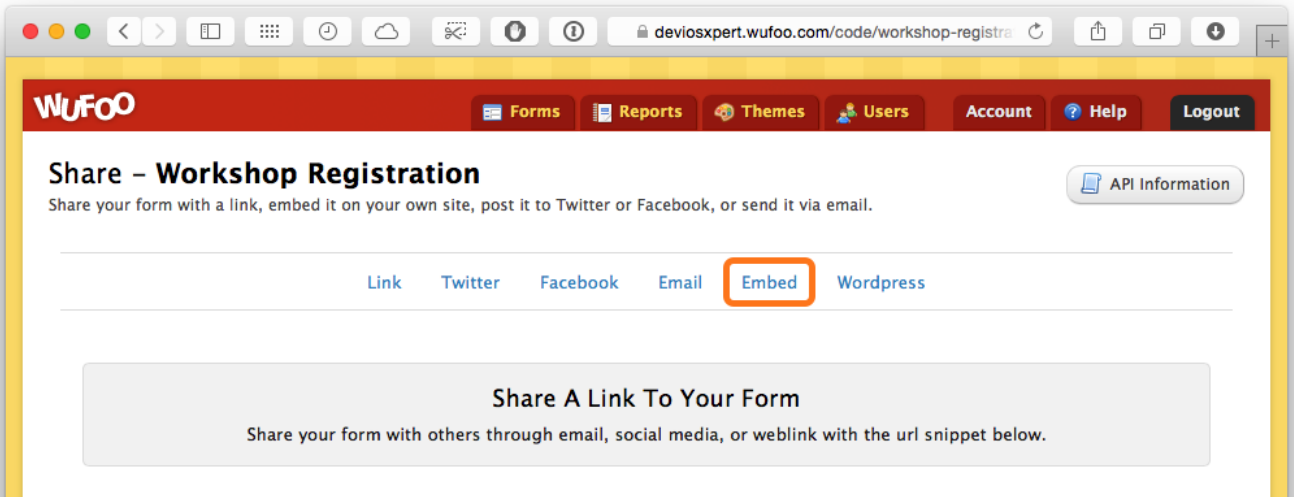 deviosxpert.wufoo.com/code/workshop-registra
WUFOO
Forms Reports Themes Users Account Help Logout
Share – Workshop Registration
API Information
Share your form with a link, embed it on your own site, post it to Twitter or Facebook, or send it via email.
Link Twitter Facebook Email Embed Wordpress
Share A Link To Your Form
Share your form with others through email, social media, or weblink with the url snippet below.